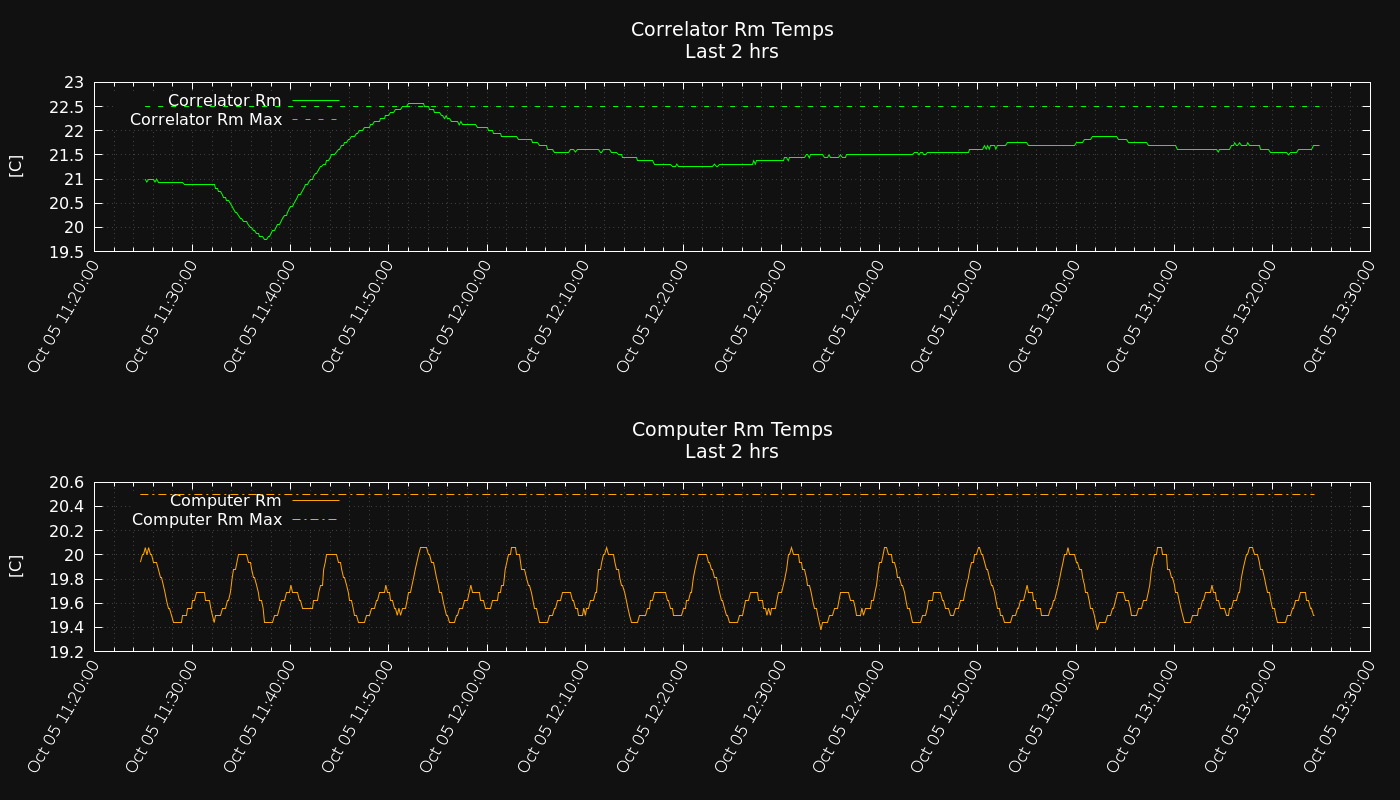 Correlator Rm Temps
Last 2 hrs
23
22.5
22
21.5
21
20.5
20
19.5
[C]
Correlator Rm
Correlator Rm Max
Oct 05 11:20:00
Oct 05 11:30:00
Oct 05 11:40:00
Oct 05 11:50:00
Oct 05 12:00:00
Oct 05 12:10:00
Oct 05 12:20:00
Oct 05 12:30:00
Oct 05 12:40:00
Oct 05 12:50:00
Oct 05 13:00:00
Oct 05 13:10:00
Oct 05 13:20:00
Oct 05 13:30:00
Computer Rm Temps
Last 2 hrs
20.6
20.4
20.2
20
19.8
19.6
19.4
19.2
[C]
Computer Rm
Computer Rm Max
Oct 05 11:20:00
Oct 05 11:30:00
Oct 05 11:40:00
Oct 05 11:50:00
Oct 05 12:00:00
Oct 05 12:10:00
Oct 05 12:20:00
Oct 05 12:30:00
Oct 05 12:40:00
Oct 05 12:50:00
Oct 05 13:00:00
Oct 05 13:10:00
Oct 05 13:20:00
Oct 05 13:30:00